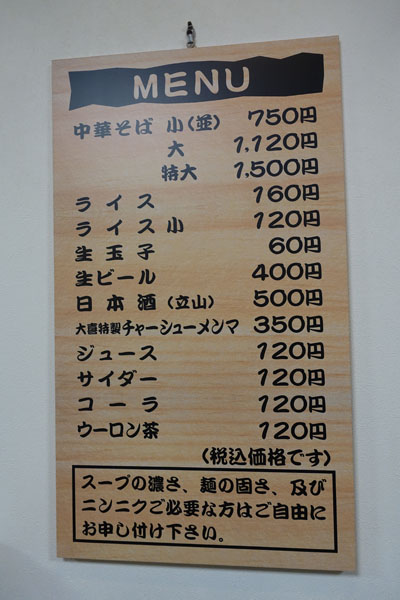 MENU
中華そば 小(並) 750円
大 1,120円
特大 1,500円
ライス 160円
ライス小 120円
生玉子 60円
生ビール 400円
日本酒(立山) 500円
大喜特製チャーシューメンマ 350円
ジュース 120円
サイダー 120円
コーラ 120円
ウーロン茶 120円
(税込価格です)
スープの濃さ、麺の固さ、及び
ニンニクご必要な方はご自由に
お申し付け下さい。